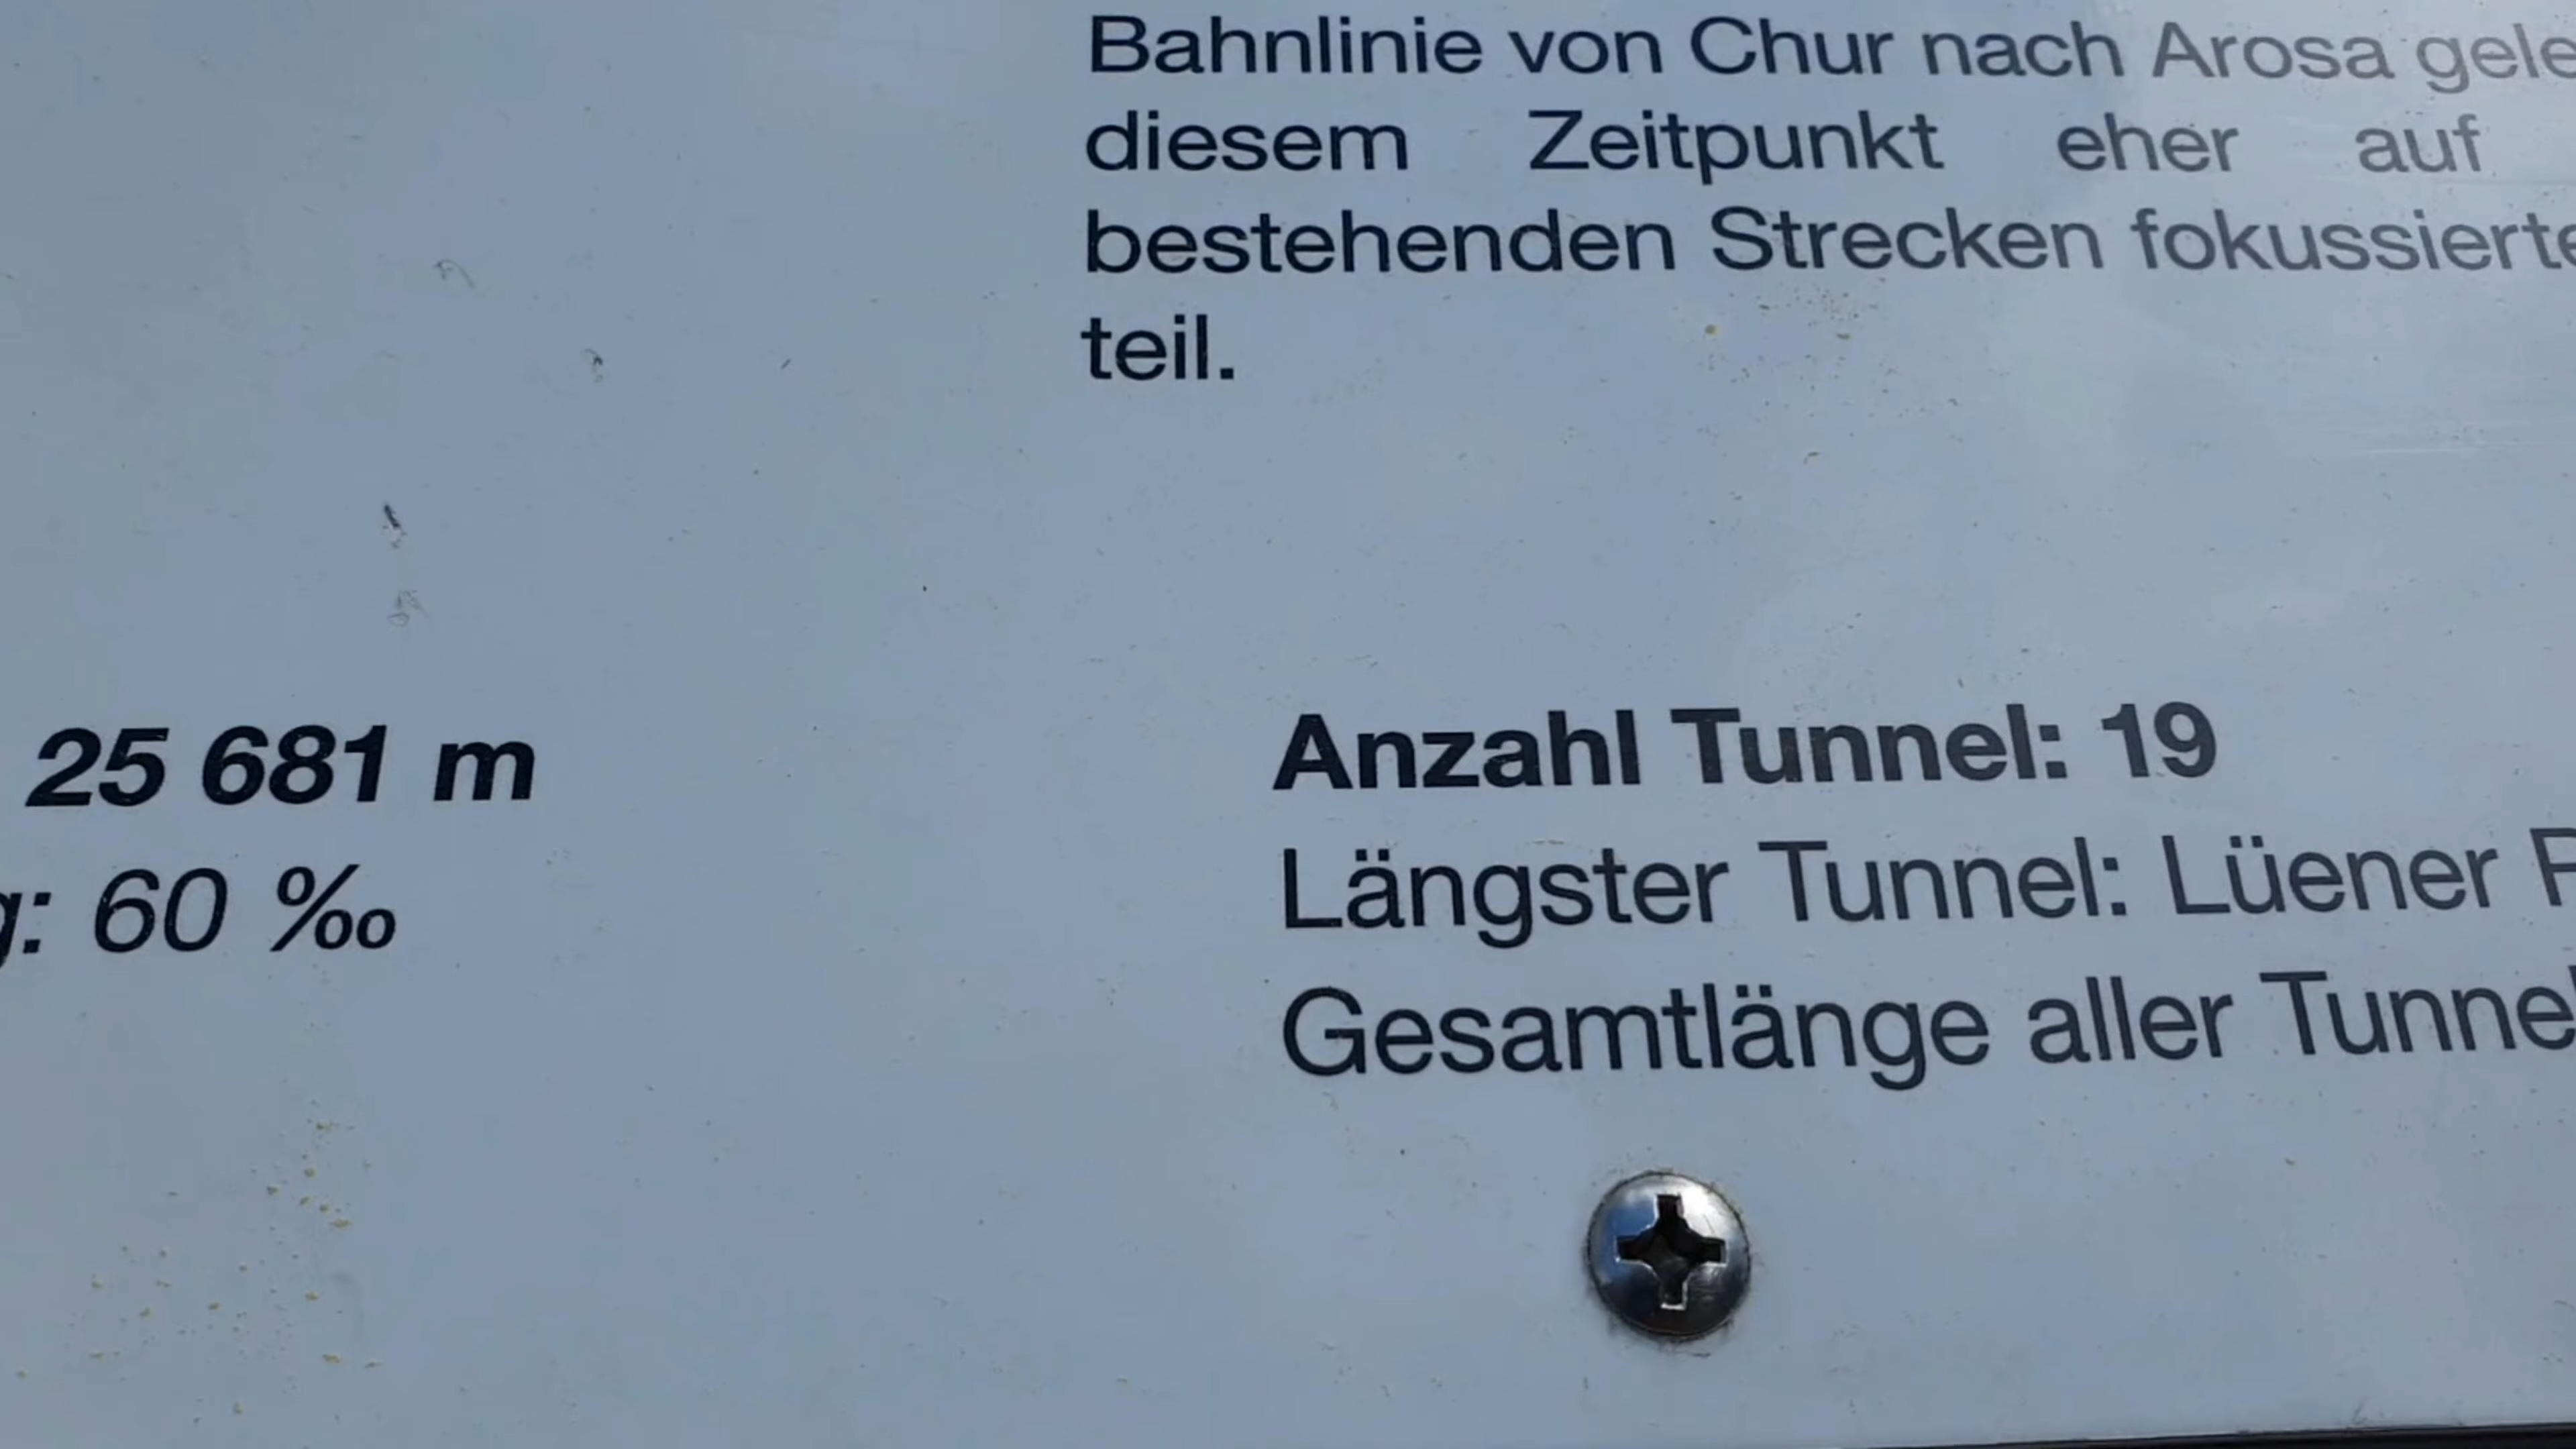 Bahnlinie von Chur nach Arosa
diesem Zeitpunkt eher auf
bestehenden Strecken
teil.
25 681 m
60 ‰
Anzahl Tunnel: 19
Längster Tunnel: Lüener
Gesamtlänge aller